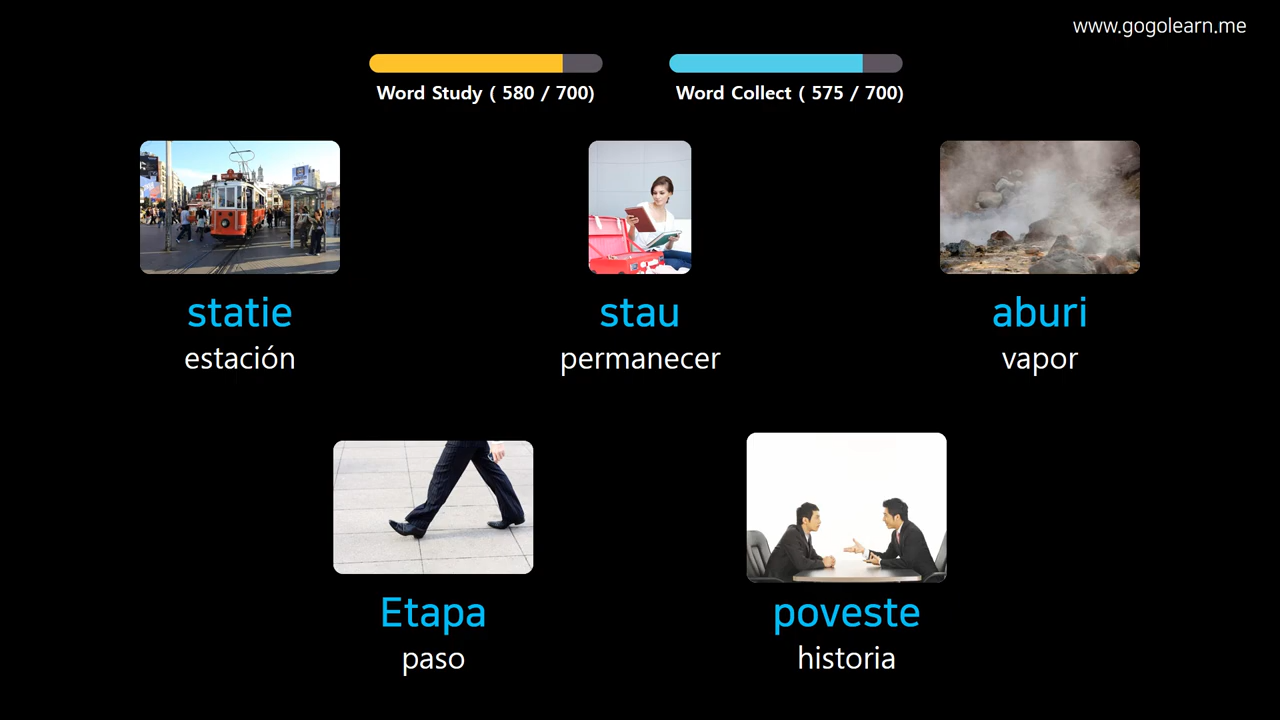 www.gogolearn.me
Word Study ( 580 / 700)
Word Collect ( 575 / 700)
statie
estación
stau
permanecer
aburi
vapor
Etapa
paso
poveste
historia